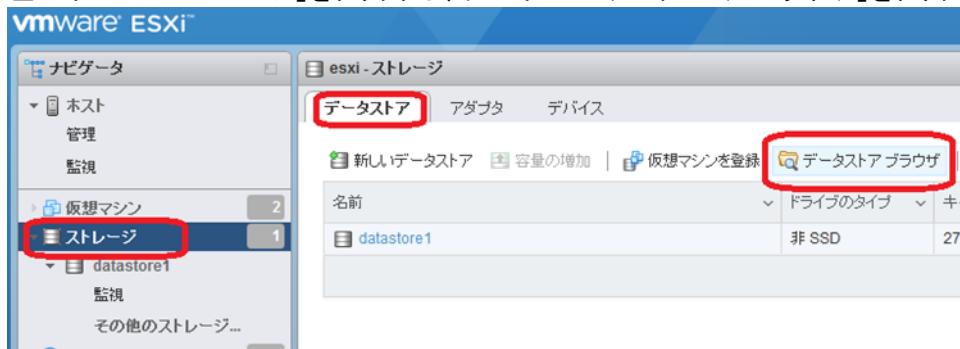 vmware ESXi™
ナビゲータ
ホスト
管理
監視
仮想マシン 2
ストレージ 1
datastore1
監視
その他のストレージ...
esxi - ストレージ
データストア アダプタ デバイス
新しいデータストア 容量の増加 | 仮想マシンを登録 データストア ブラウザ |
名前 ドライブのタイプ
datastore1 非 SSD 27